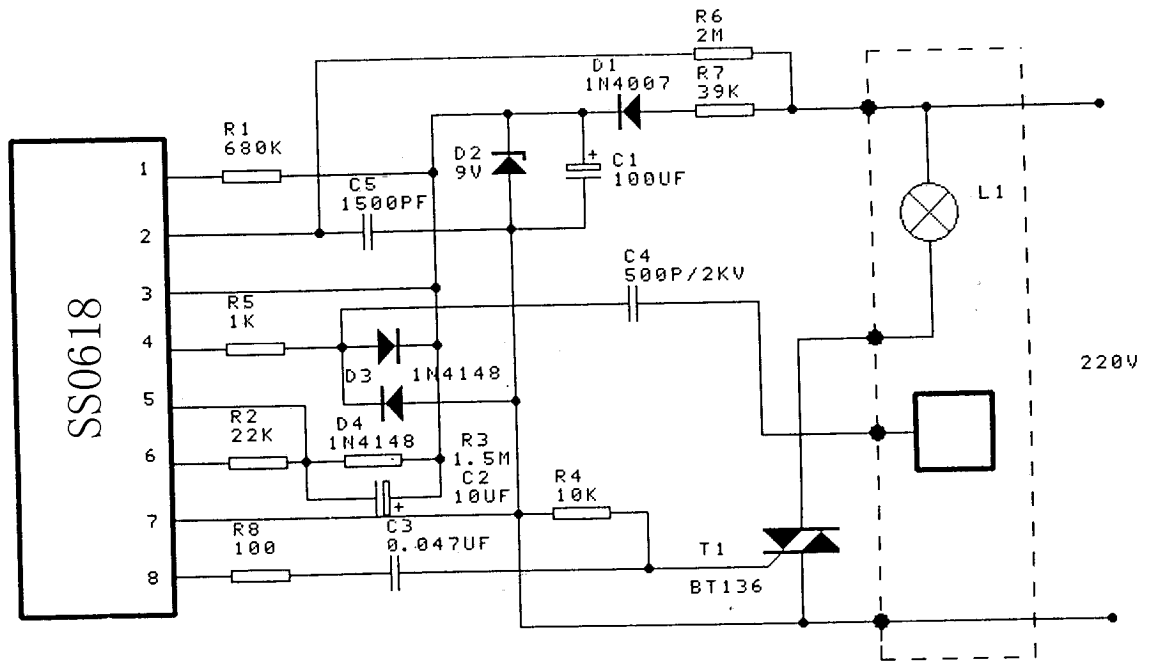 R6
2M
D1
1N4007
R7
39K
R1
680K
1
D2
9V
+
C1
100UF
C5
1500PF
L1
2
C4
500P/2KV
3
R5
1K
SS0618
4
D3
1N4148
220V
5
R2
22K
D4
1N4148
R3
1.5M
6
C2
10UF
R4
10K
+
7
R8
100
C3
0.047UF
T1
BT136
8